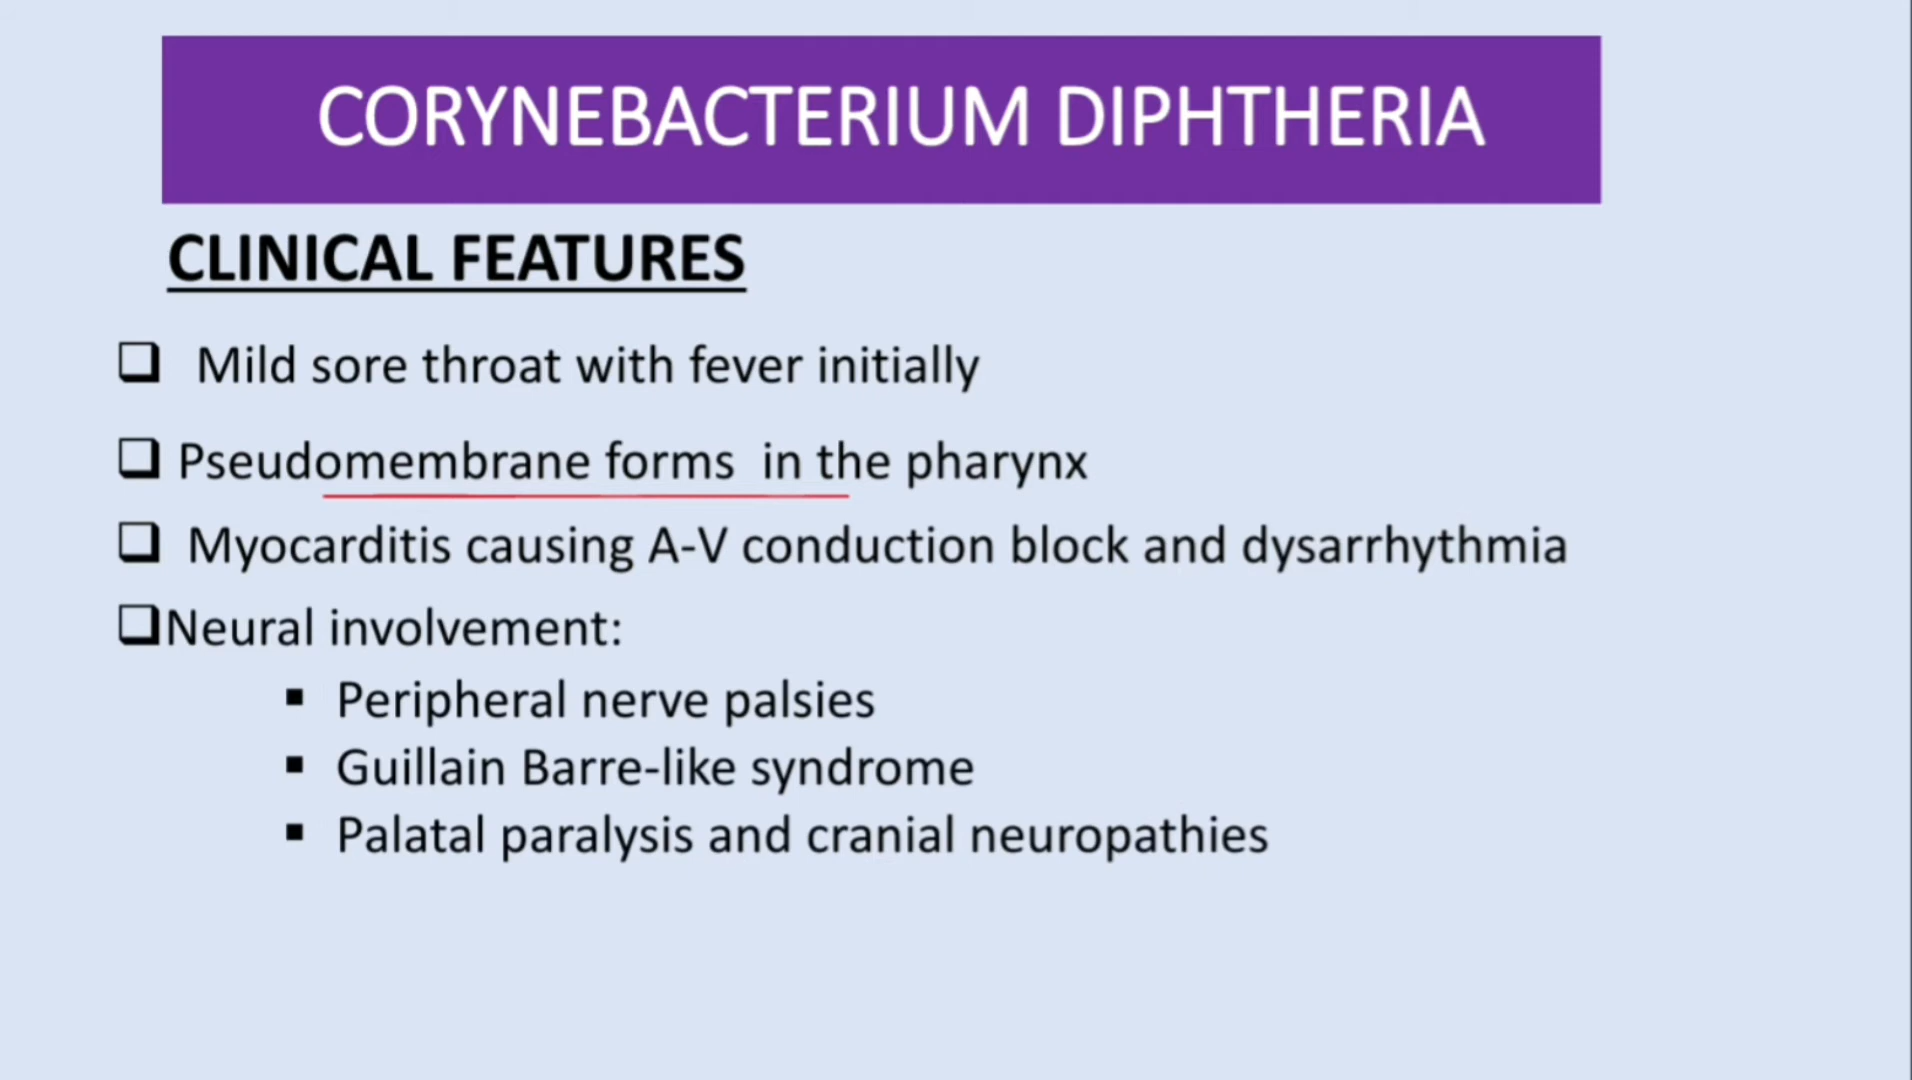 CORYNEBACTERIUM DIPHTHERIA
CLINICAL FEATURES
Mild sore throat with fever initially
Pseudomembrane forms in the pharynx
Myocarditis causing A-V conduction block and dysarrhythmia
Neural involvement:
Peripheral nerve palsies
Guillain Barre-like syndrome
Palatal paralysis and cranial neuropathies